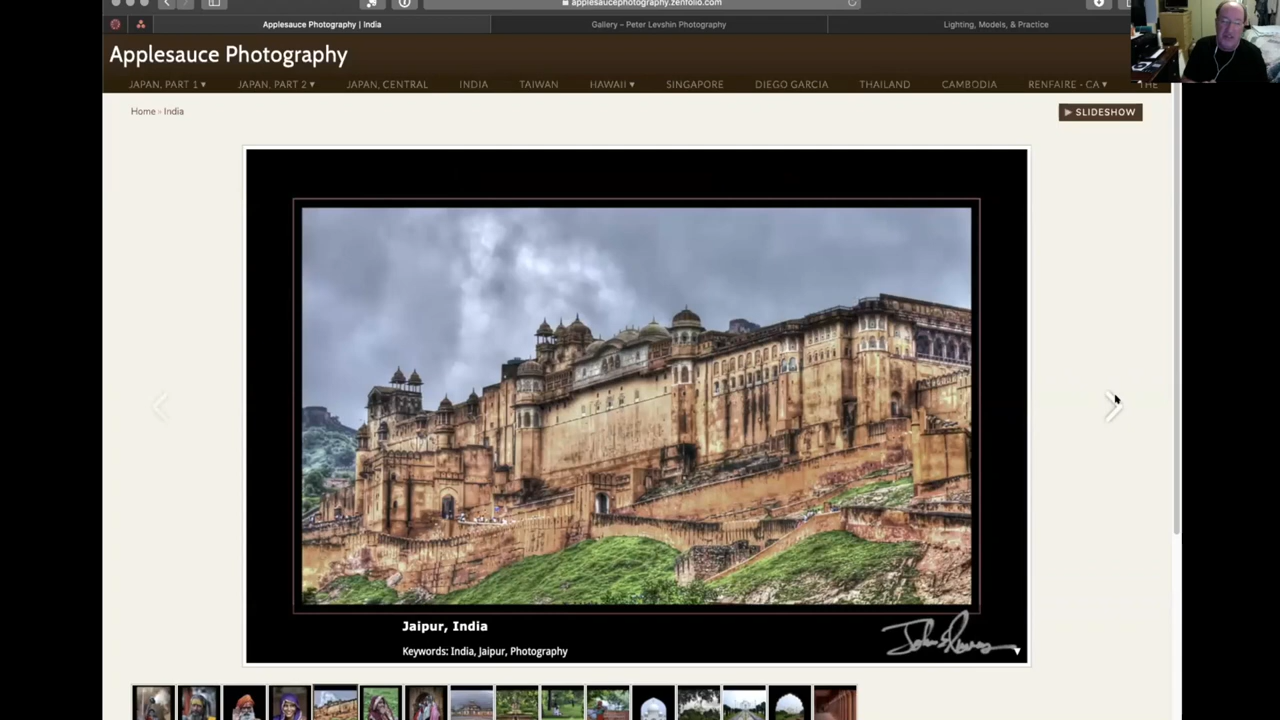 applesaucephotography.zenfolio.com
Applesauce Photography | India
Gallery – Peter Levshin Photography
Lighting, Models, & Practice
Applesauce Photography
JAPAN, PART 1 ▾ JAPAN, PART 2 ▾ JAPAN, CENTRAL INDIA TAIWAN HAWAII ▾ SINGAPORE DIEGO GARCIA THAILAND CAMBODIA RENFAIRE - CA ▾ THE
Home » India
▶ SLIDESHOW
Jaipur, India
Keywords: India, Jaipur, Photography